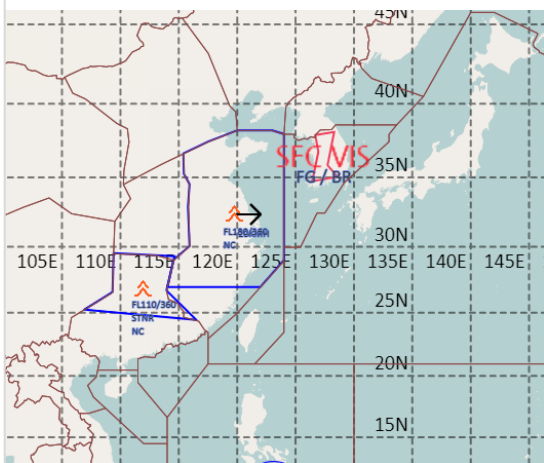 45N
40N
SFC VIS
35N
FG / BR
FL180/360
NC
30N
105E 110E 115E 120E 125E 130E 135E 140E 145E
FL110/360
STNR
NC
25N
20N
15N